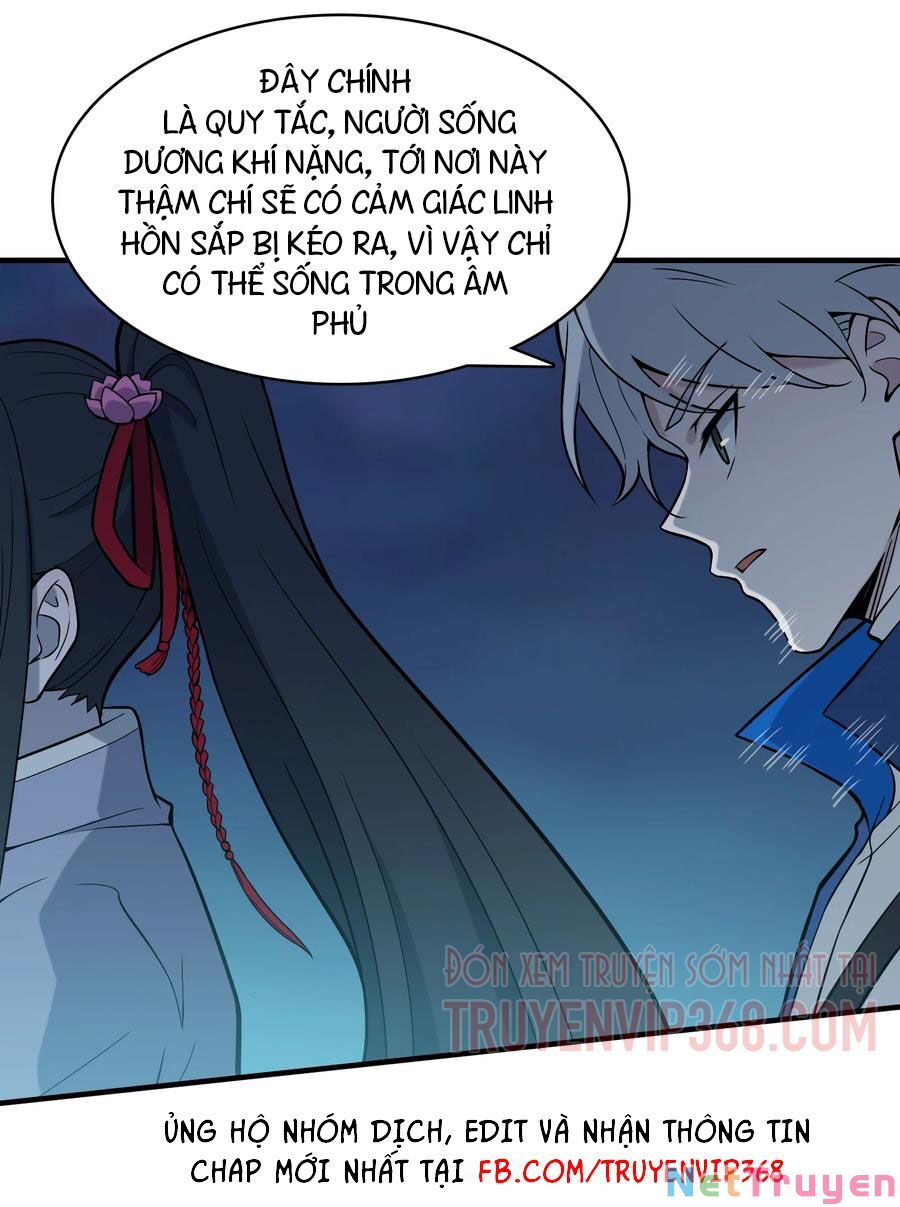 ĐÂY CHÍNH
LÀ QUY TẮC, NGƯỜI SỐNG
DƯƠNG KHÍ NẶNG, TỚI NƠI NÀY
THẬM CHÍ SẼ CÓ CẢM GIÁC LINH
HỒN SẮP BỊ KÉO RA, VÌ VẬY CHỈ
CÓ THỂ SỐNG TRONG ÂM
PHỦ
ĐÓN XEM TRUYỆN SỚM NHẤT TẠI
TRUYENVIP368.COM
ỦNG HỘ NHÓM DỊCH, EDIT VÀ NHẬN THÔNG TIN
CHAP MỚI NHẤT TẠI FB.COM/TRUYENVIP368
NetTruyen